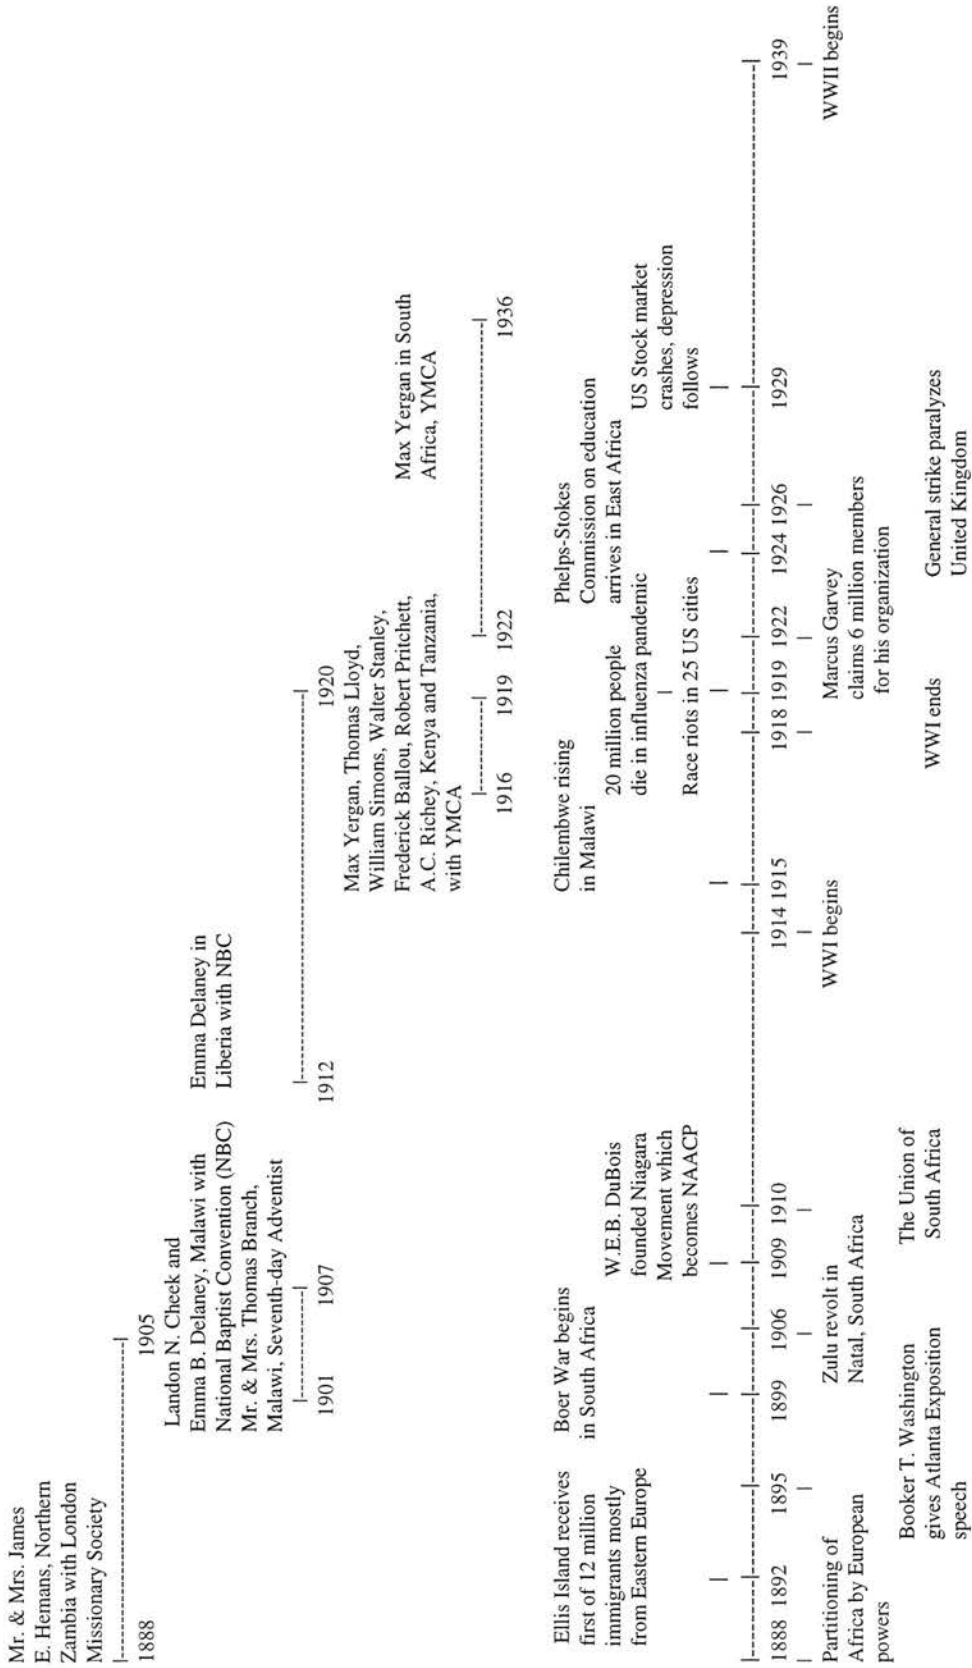 Mr. & Mrs. James
E. Hemans, Northern
Zambia with London
Missionary Society
1888
1905
Landon N. Cheek and
Emma B. Delaney, Malawi with
National Baptist Convention (NBC)
Mr. & Mrs. Thomas Branch,
Malawi, Seventh-day Adventist
1901
1907
Emma Delaney in
Liberia with NBC
1912
1920
Max Yergan, Thomas Lloyd,
William Simons, Walter Stanley,
Frederick Ballou, Robert Pritchett,
A.C. Richey, Kenya and Tanzania,
with YMCA
1916
1919
Max Yergan in South
Africa, YMCA
1922
1936
Ellis Island receives
first of 12 million
immigrants mostly
from Eastern Europe
Boer War begins
in South Africa
W.E.B. DuBois
founded Niagara
Movement which
becomes NAACP
Chilembwe rising
in Malawi
20 million people
die in influenza pandemic
Race riots in 25 US cities
Phelps-Stokes
Commission on education
arrives in East Africa
US Stock market
crashes, depression
follows
1888 1892 1895 1899 1906 1909 1910 1914 1915 1918 1919 1922 1924 1926 1929 1939
Partitioning of
Africa by European
powers
Booker T. Washington
gives Atlanta Exposition
speech
Zulu revolt in
Natal, South Africa
The Union of
South Africa
WWI begins
WWI ends
Marcus Garvey
claims 6 million members
for his organization
General strike paralyzes
United Kingdom
WWII begins